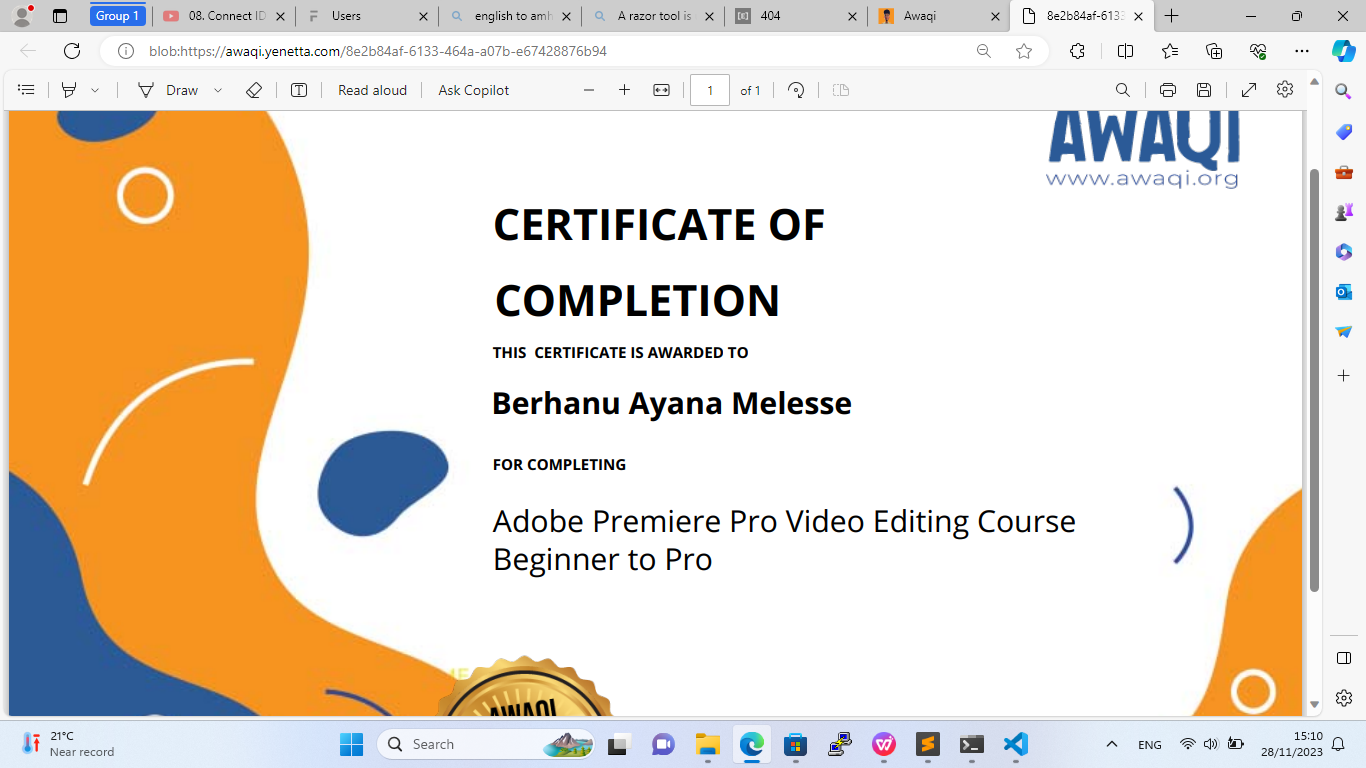 Group 1
08. Connect ID
Users
english to amh
A razor tool is
404
Awaqi
8e2b84af-6133
blob:https://awaqi.yenetta.com/8e2b84af-6133-464a-a07b-e67428876b94
Draw
Read aloud
Ask Copilot
1
of 1
AWAQI
www.awaqi.org
CERTIFICATE OF
COMPLETION
THIS CERTIFICATE IS AWARDED TO
Berhanu Ayana Melesse
FOR COMPLETING
Adobe Premiere Pro Video Editing Course
Beginner to Pro
AWAQI
21°C
Near record
Search
ENG
15:10
28/11/2023